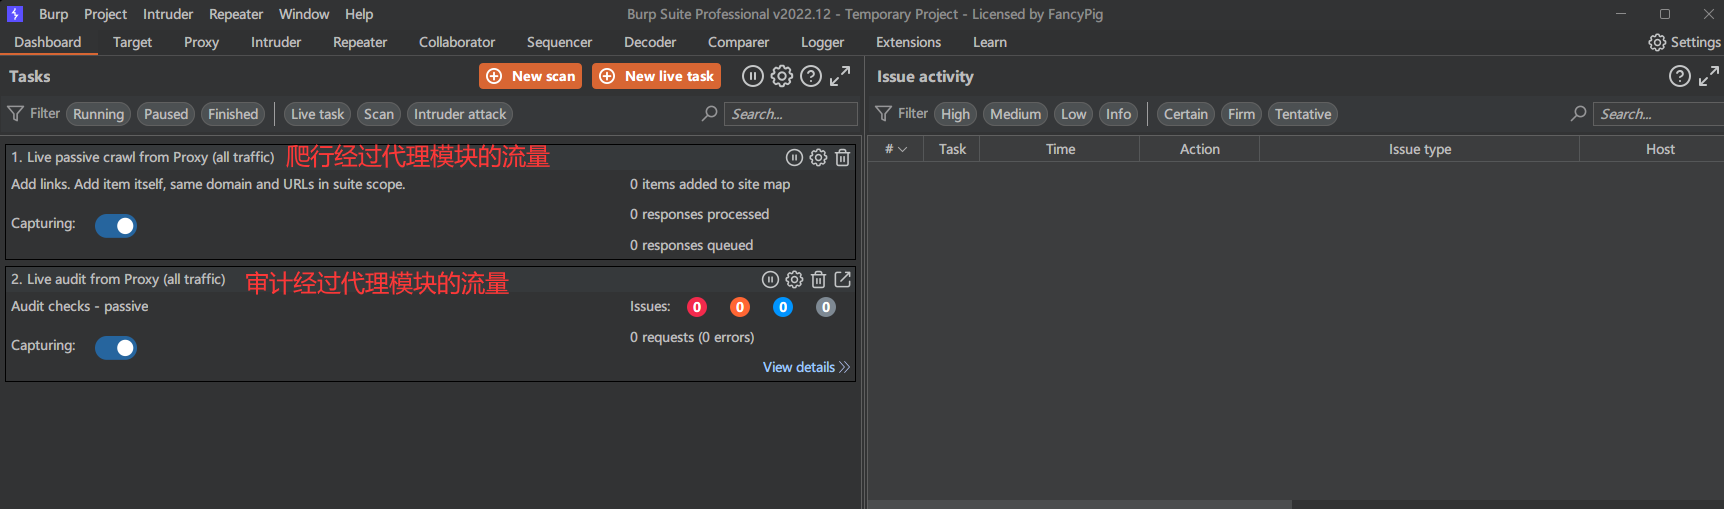 Burp Project Intruder Repeater Window Help Burp Suite Professional v2022.12 - Temporary Project - Licensed by FancyPig
Dashboard Target Proxy Intruder Repeater Collaborator Sequencer Decoder Comparer Logger Extensions Learn Settings
Tasks New scan New live task
Filter Running Paused Finished Live task Scan Intruder attack Search...
1. Live passive crawl from Proxy (all traffic) 爬行经过代理模块的流量
Add links. Add item itself, same domain and URLs in suite scope. 0 items added to site map
0 responses processed
Capturing:
0 responses queued
2. Live audit from Proxy (all traffic) 审计经过代理模块的流量
Audit checks - passive Issues: 0 0 0 0
0 requests (0 errors)
Capturing:
View details
Issue activity
Filter High Medium Low Info Certain Firm Tentative Search...
# Task Time Action Issue type Host